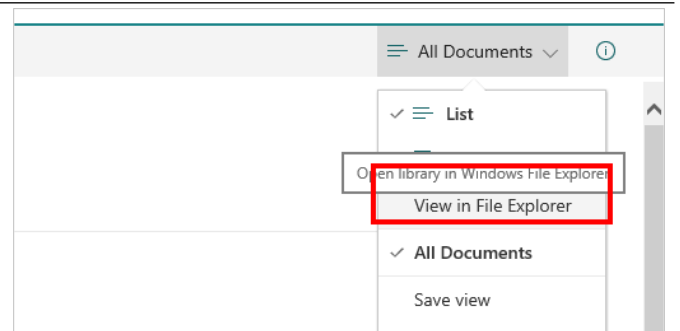 All Documents
List
Open library in Windows File Explorer
View in File Explorer
All Documents
Save view